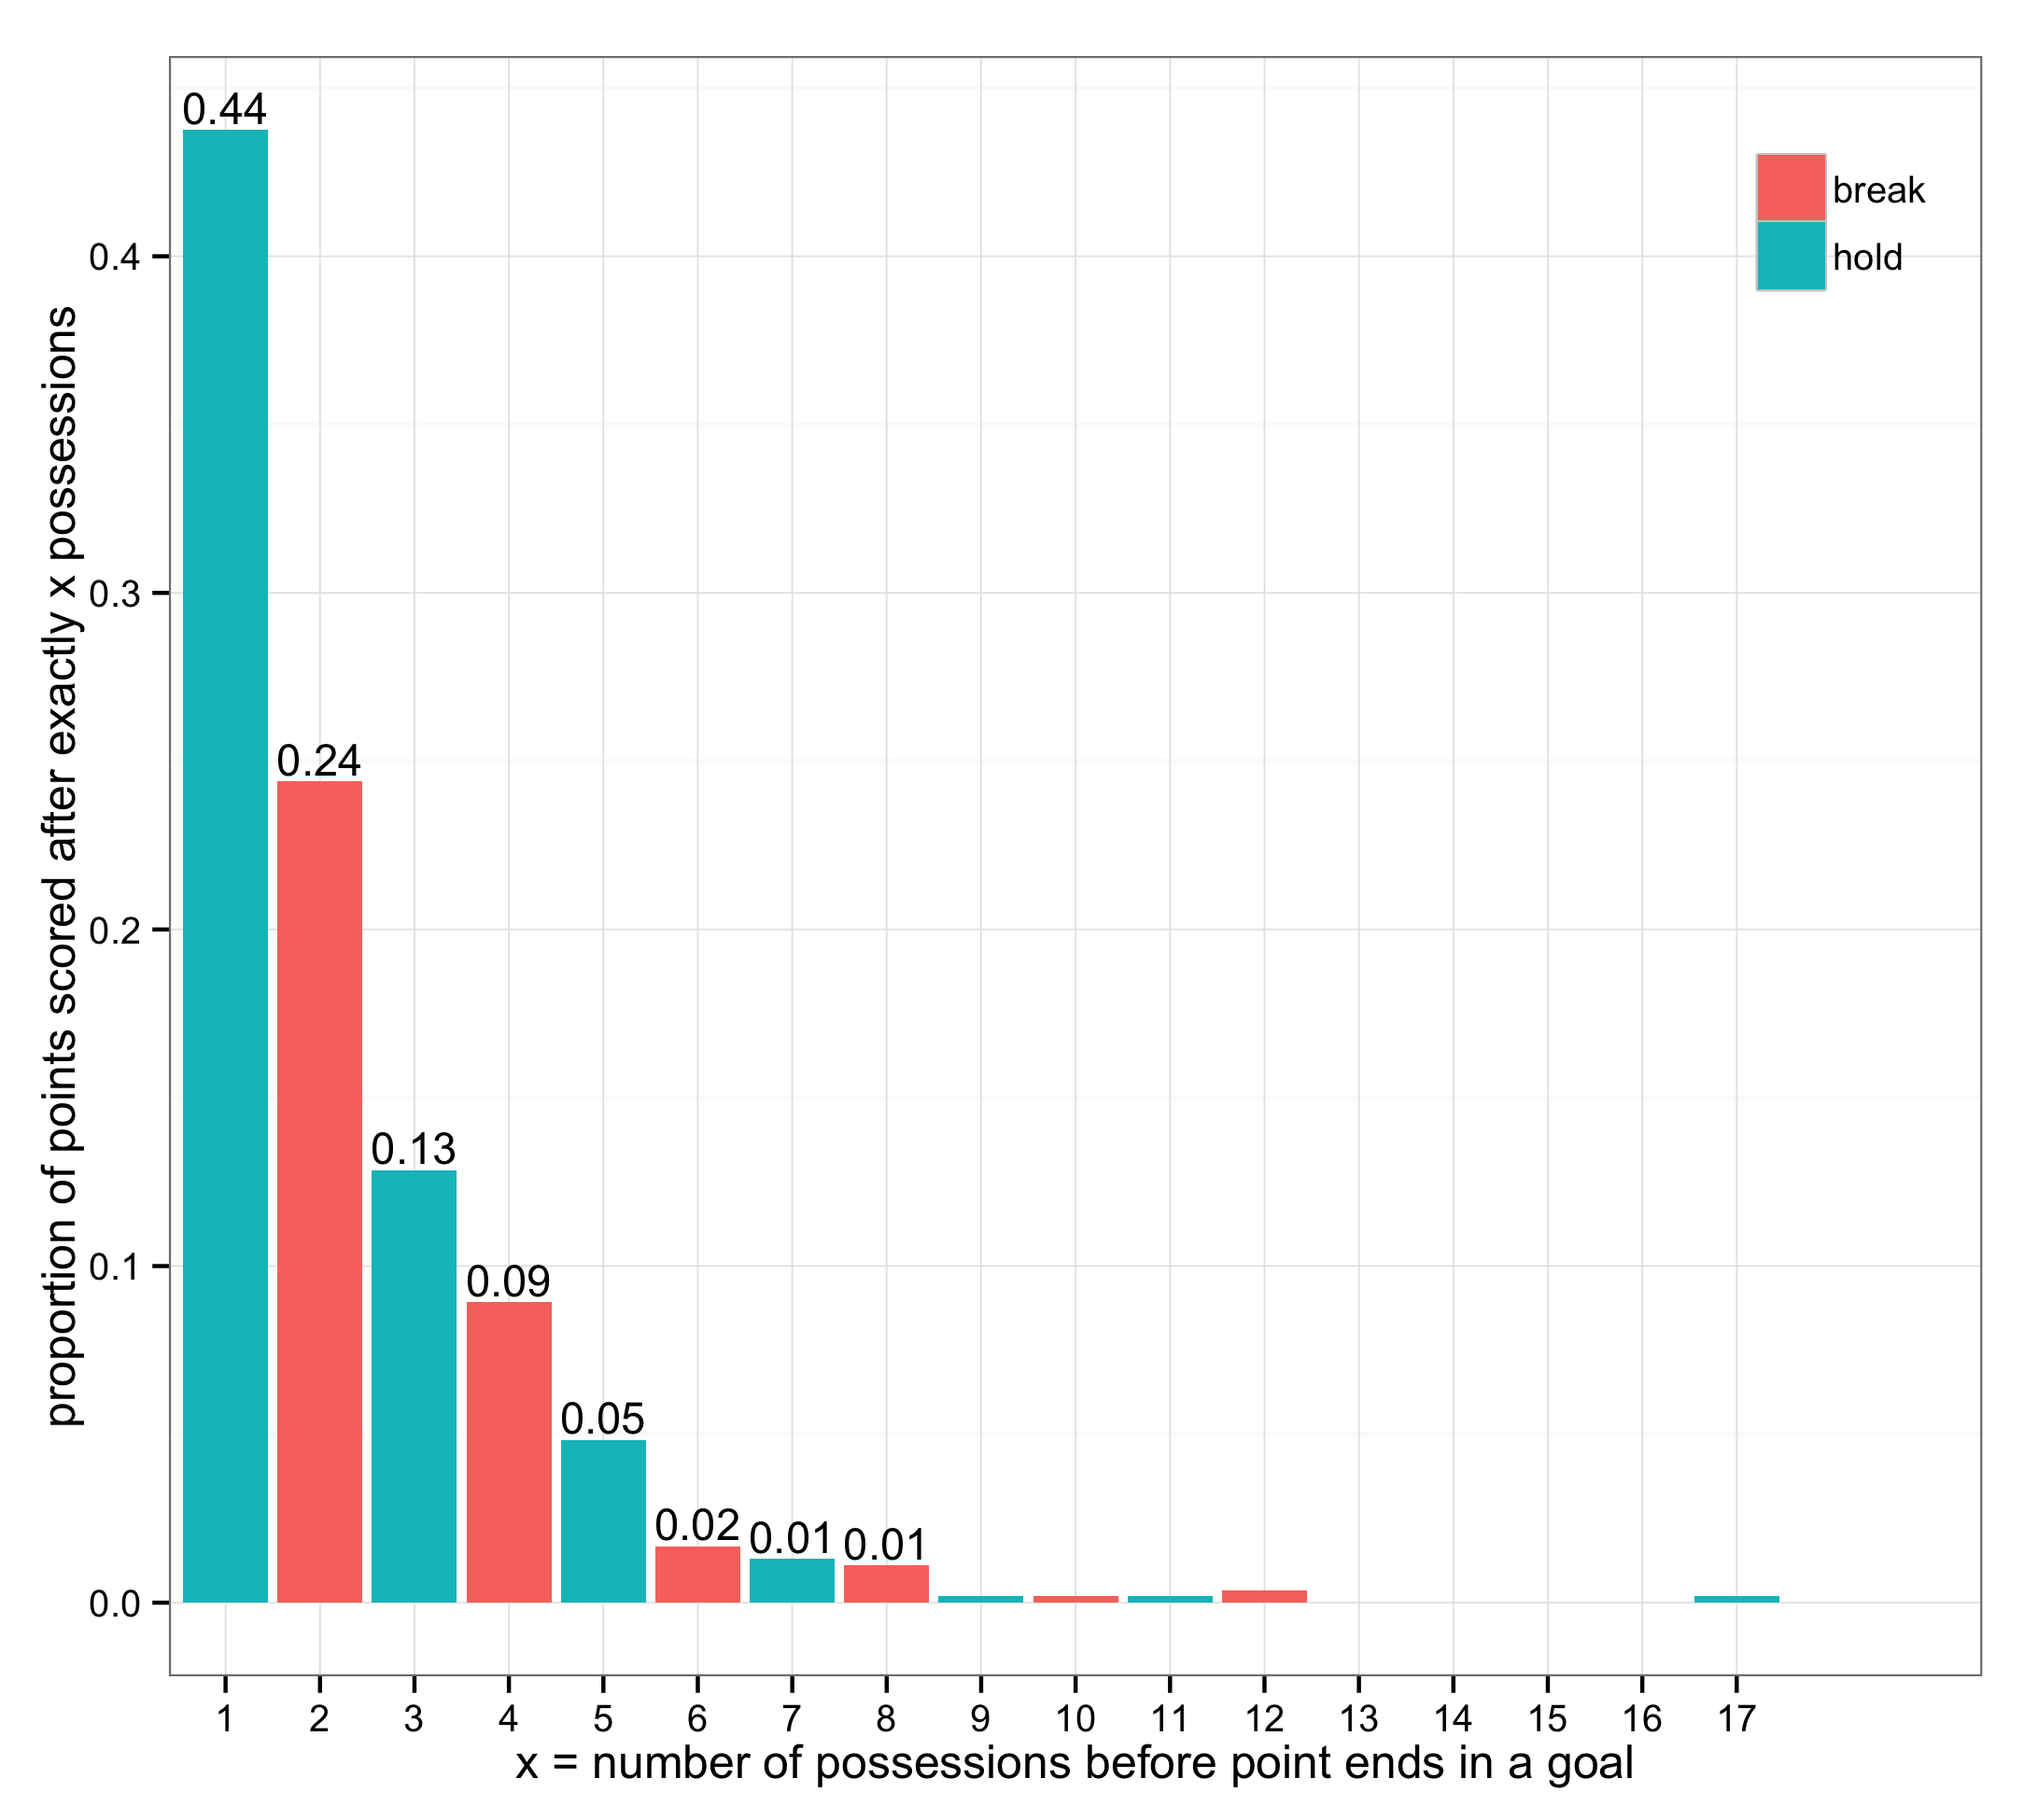 0.44
0.24
0.13
0.09
0.05
0.02
0.01
0.01
break
hold
0.4
0.3
0.2
0.1
0.0
proportion of points scored after exactly x possessions
1 2 3 4 5 6 7 8 9 10 11 12 13 14 15 16 17
x = number of possessions before point ends in a goal